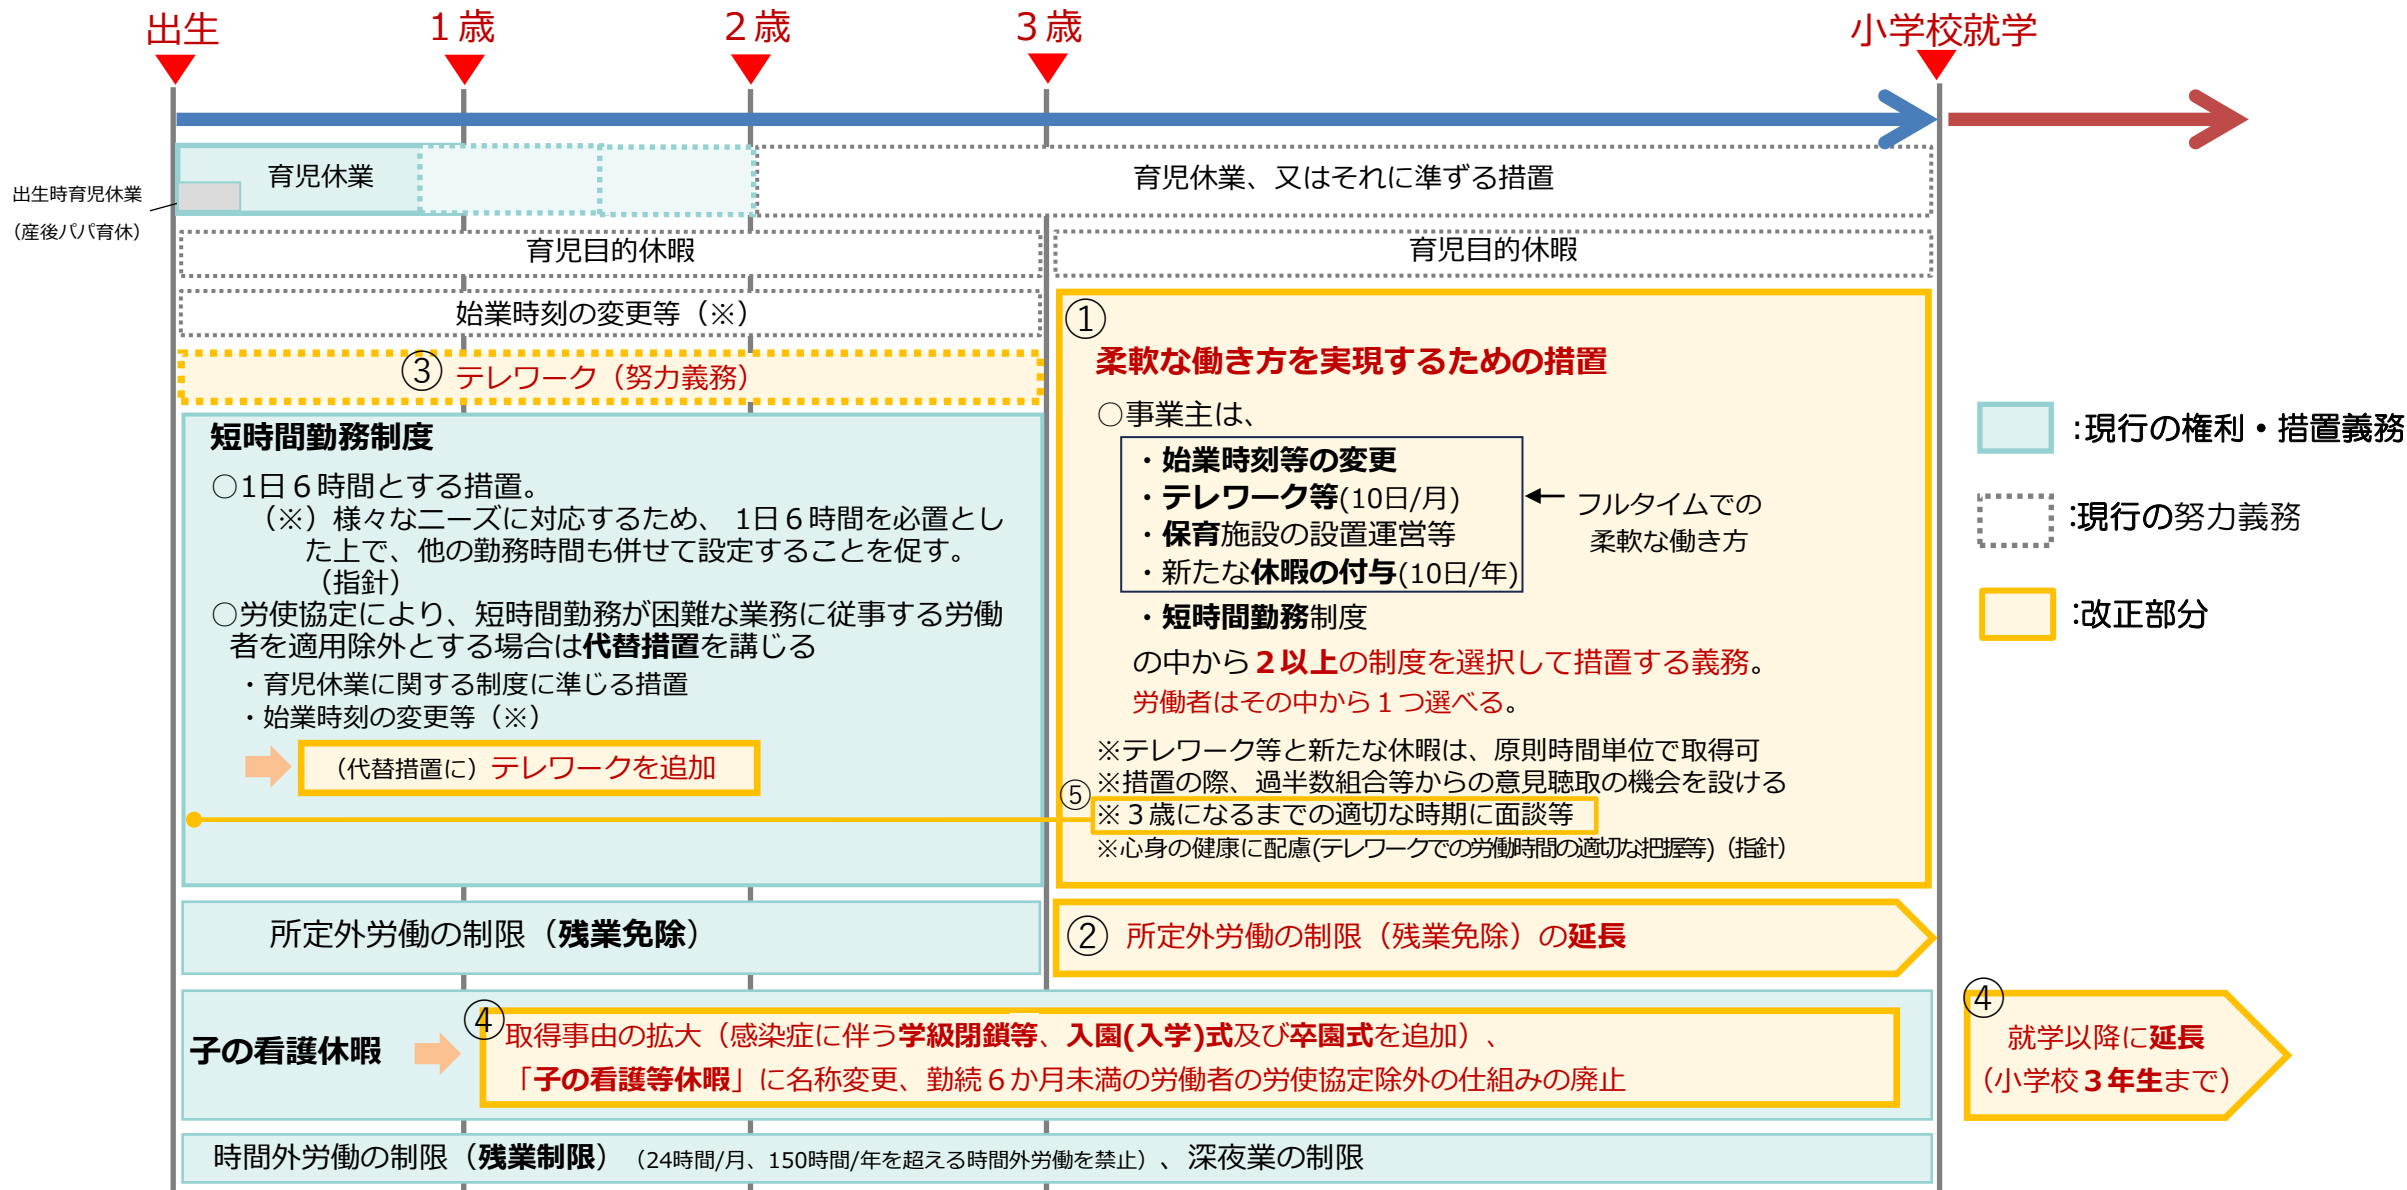 出生
１歳
２歳
３歳
小学校就学
育児休業
育児休業、又はそれに準ずる措置
出生時育児休業
（産後パパ育休）
育児目的休暇
育児目的休暇
始業時刻の変更等（※）
③ テレワーク（努力義務）
短時間勤務制度
○1日６時間とする措置。
（※）様々なニーズに対応するため、 1日６時間を必置とし
た上で、他の勤務時間も併せて設定することを促す。
（指針）
○労使協定により、短時間勤務が困難な業務に従事する労働
者を適用除外とする場合は代替措置を講じる
・育児休業に関する制度に準じる措置
・始業時刻の変更等（※）
（代替措置に）テレワークを追加
①
柔軟な働き方を実現するための措置
○事業主は、
・始業時刻等の変更
・テレワーク等(10日/月)
・保育施設の設置運営等
・新たな休暇の付与(10日/年)
フルタイムでの
柔軟な働き方
・短時間勤務制度
の中から２以上の制度を選択して措置する義務。
労働者はその中から１つ選べる。
※テレワーク等と新たな休暇は、原則時間単位で取得可
※措置の際、過半数組合等からの意見聴取の機会を設ける
⑤
※３歳になるまでの適切な時期に面談等
※心身の健康に配慮(テレワークでの労働時間の適切な把握等)（指針）
:現行の権利・措置義務
:現行の努力義務
:改正部分
所定外労働の制限（残業免除）
② 所定外労働の制限（残業免除）の延長
子の看護休暇
④
取得事由の拡大（感染症に伴う学級閉鎖等、入園(入学)式及び卒園式を追加）、
「子の看護等休暇」に名称変更、勤続６か月未満の労働者の労使協定除外の仕組みの廃止
④
就学以降に延長
（小学校３年生まで）
時間外労働の制限（残業制限）（24時間/月、150時間/年を超える時間外労働を禁止）、深夜業の制限